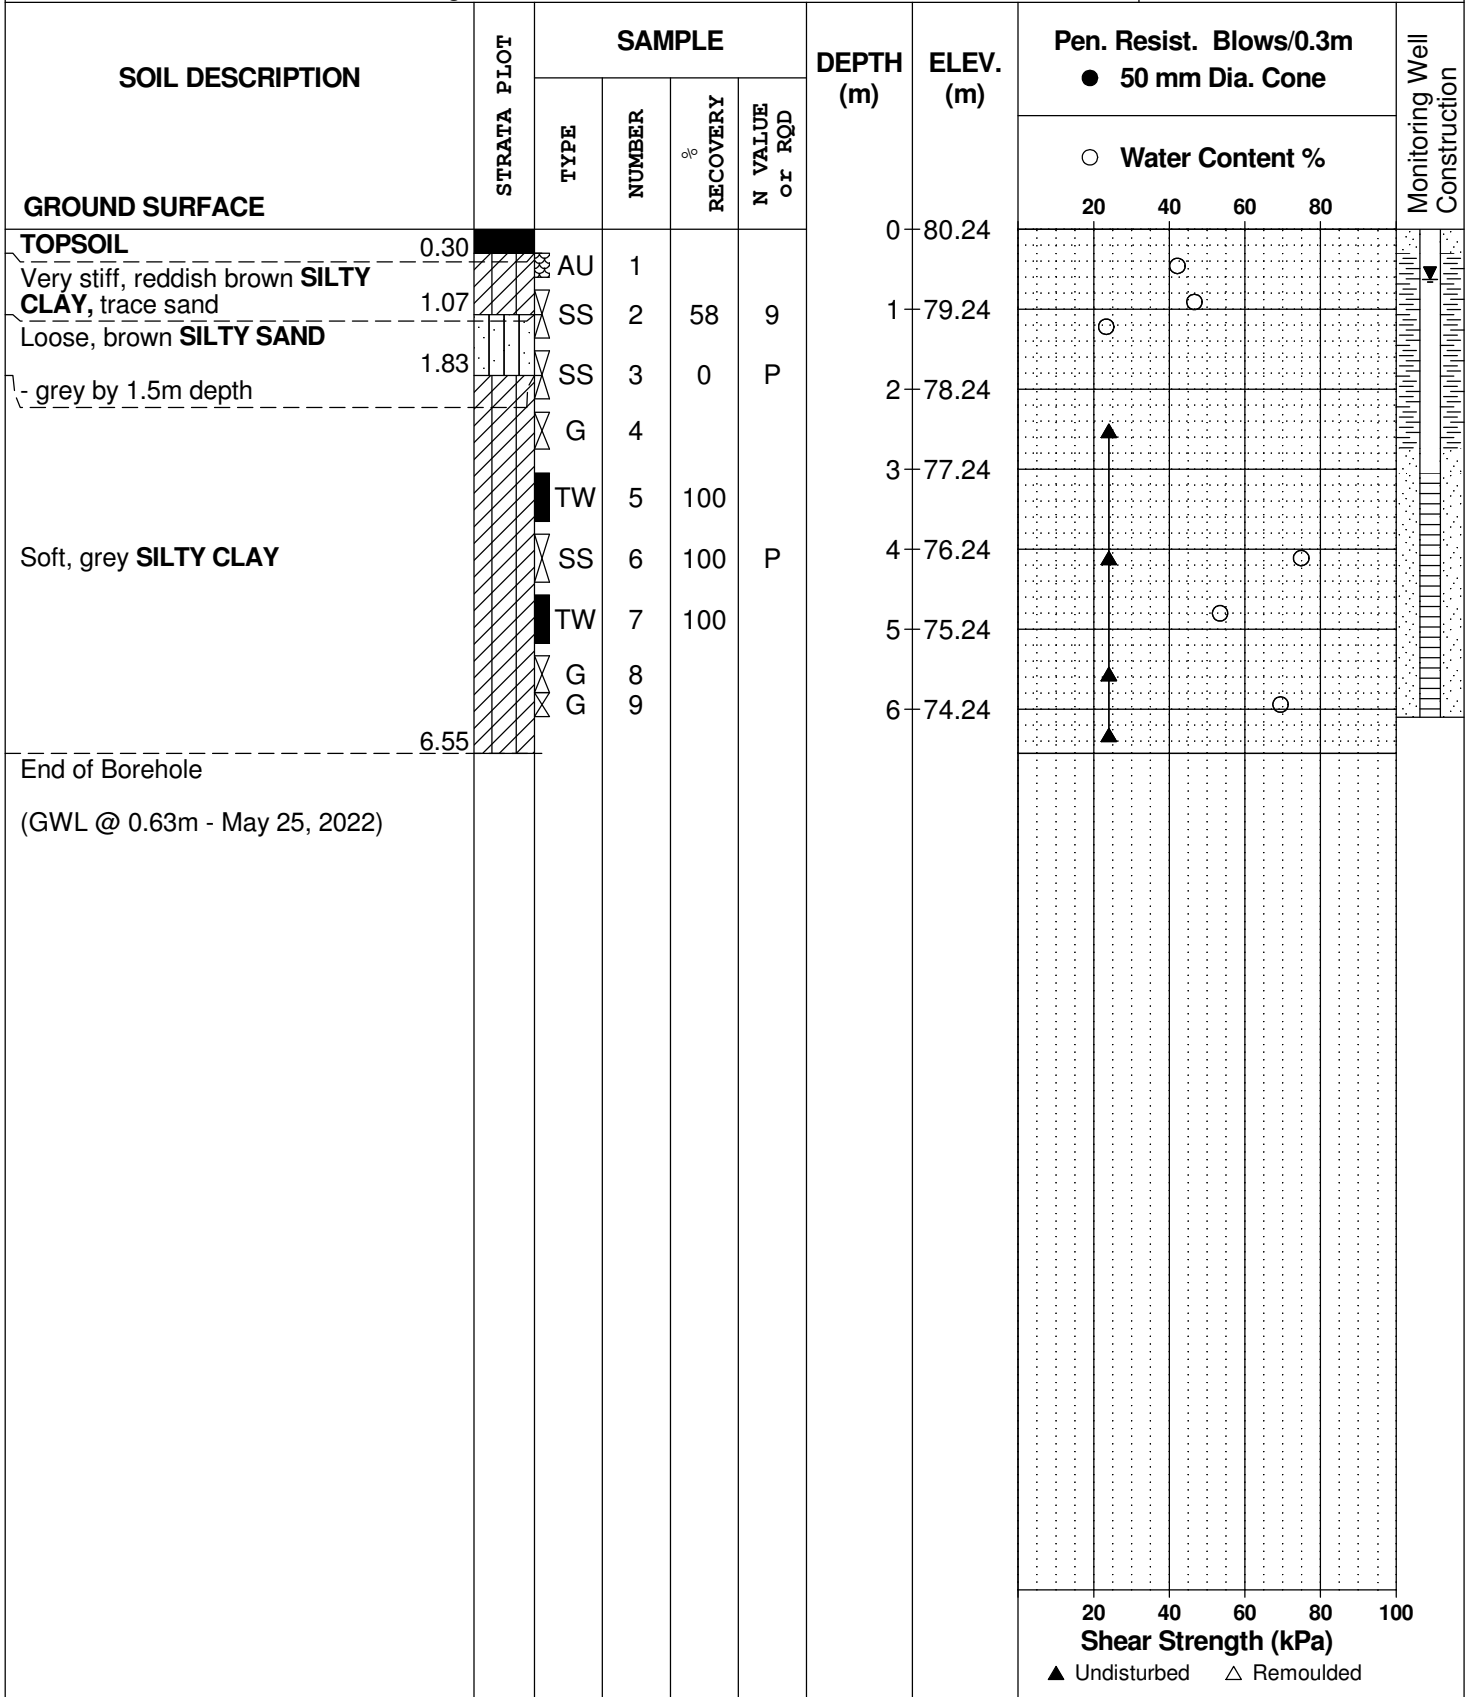 SOIL DESCRIPTION
GROUND SURFACE
STRATA PLOT
SAMPLE
TYPE
NUMBER
% RECOVERY
N VALUE or RQD
DEPTH (m)
ELEV. (m)
Pen. Resist. Blows/0.3m
● 50 mm Dia. Cone
○ Water Content %
20 40 60 80
Monitoring Well Construction
0 80.24
TOPSOIL 0.30
Very stiff, reddish brown SILTY
CLAY, trace sand 1.07
AU 1
SS 2 58 9
1 79.24
Loose, brown SILTY SAND
1.83
- grey by 1.5m depth
SS 3 0 P
2 78.24
G 4
3 77.24
TW 5 100
4 76.24
Soft, grey SILTY CLAY
SS 6 100 P
TW 7 100
5 75.24
G 8
G 9
6 74.24
6.55
End of Borehole
(GWL @ 0.63m - May 25, 2022)
20 40 60 80 100
Shear Strength (kPa)
▲ Undisturbed △ Remoulded